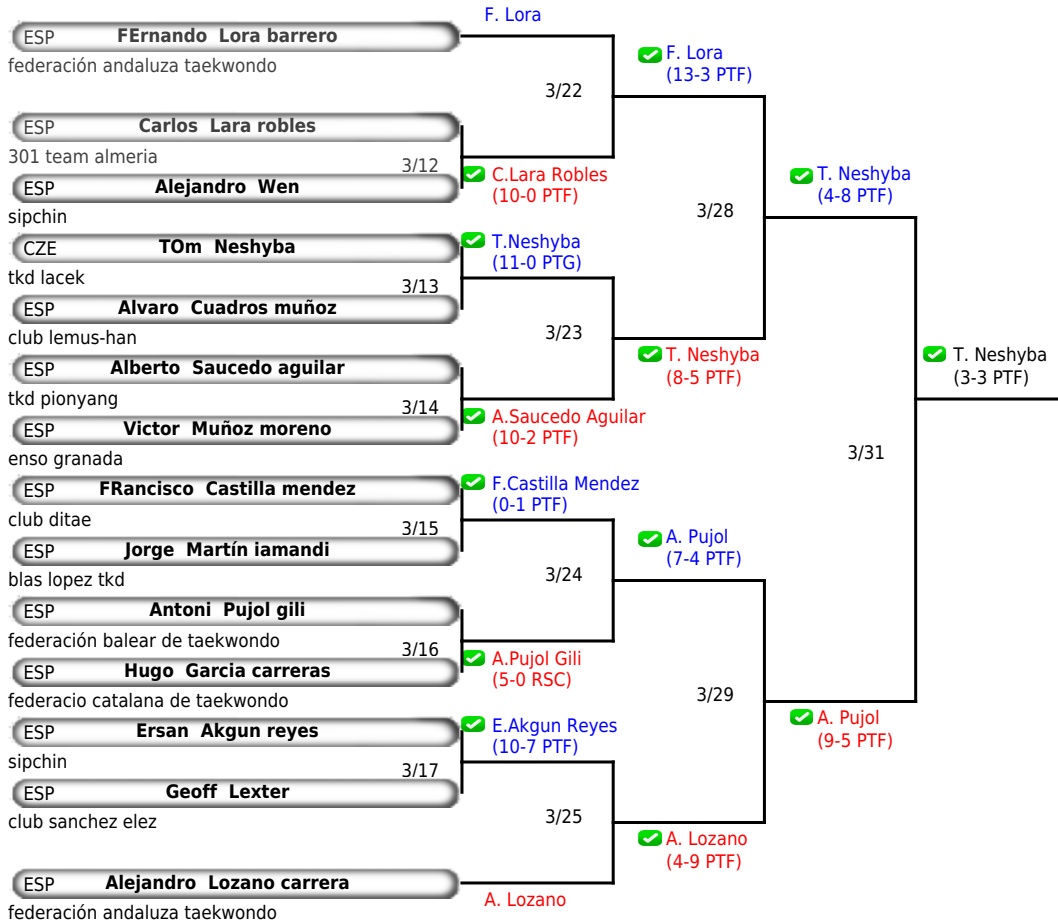 F. Lora
ESP FErnando Lora barrero
federación andaluza taekwondo
F. Lora
(13-3 PTF)
3/22
ESP Carlos Lara robles
301 team almeria
3/12
C.Lara Robles
(10-0 PTF)
ESP Alejandro Wen
sipchin
T. Neshyba
(4-8 PTF)
3/28
CZE TOm Neshyba
tkd lacek
T.Neshyba
(11-0 PTG)
3/13
ESP Alvaro Cuadros muñoz
club lemus-han
3/23
T. Neshyba
(8-5 PTF)
T. Neshyba
(3-3 PTF)
ESP Alberto Saucedo aguilar
tkd pionyang
3/14
A.Saucedo Aguilar
(10-2 PTF)
ESP Victor Muñoz moreno
enso granada
3/31
ESP FRancisco Castilla mendez
club ditae
F.Castilla Mendez
(0-1 PTF)
3/15
ESP Jorge Martín iamandi
blas lopez tkd
A. Pujol
(7-4 PTF)
3/24
ESP Antoni Pujol gili
federación balear de taekwondo
3/16
A.Pujol Gili
(5-0 RSC)
ESP Hugo Garcia carreras
federacio catalana de taekwondo
3/29
A. Pujol
(9-5 PTF)
ESP Ersan Akgun reyes
sipchin
E.Akgun Reyes
(10-7 PTF)
3/17
ESP Geoff Lexter
club sanchez elez
3/25
A. Lozano
(4-9 PTF)
ESP Alejandro Lozano carrera
federación andaluza taekwondo
A. Lozano